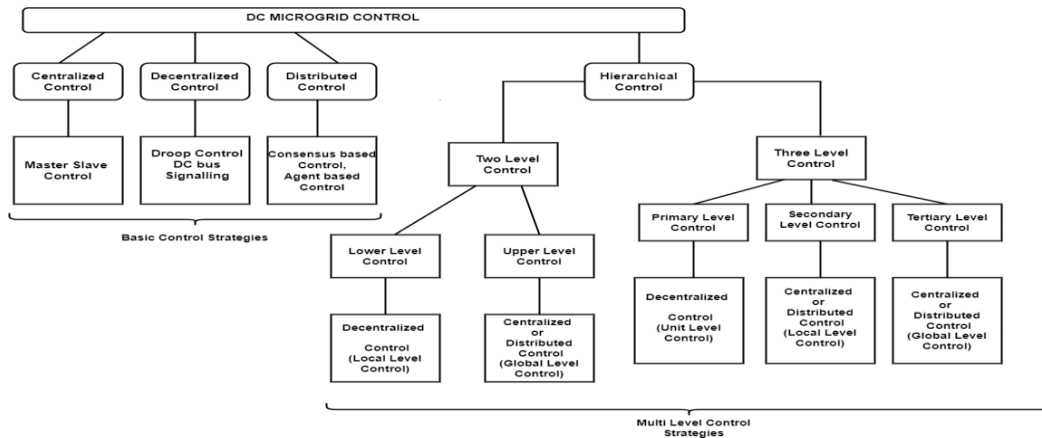 DC MICROGRID CONTROL
Centralized
Control
Decentralized
Control
Distributed
Control
Hierarchical
Control
Master Slave
Control
Droop Control
DC bus
Signalling
Consensus based
Control,
Agent based
Control
Basic Control Strategies
Two Level
Control
Three Level
Control
Lower Level
Control
Upper Level
Control
Primary Level
Control
Secondary
Level Control
Tertiary Level
Control
Decentralized
Control
(Local Level
Control)
Centralized
or
Distributed
Control
(Global Level
Control)
Decentralized
Control
(Unit Level
Control)
Centralized
or
Distributed
Control
(Local Level
Control)
Centralized
or
Distributed
Control
(Global Level
Control)
Multi Level Control
Strategies